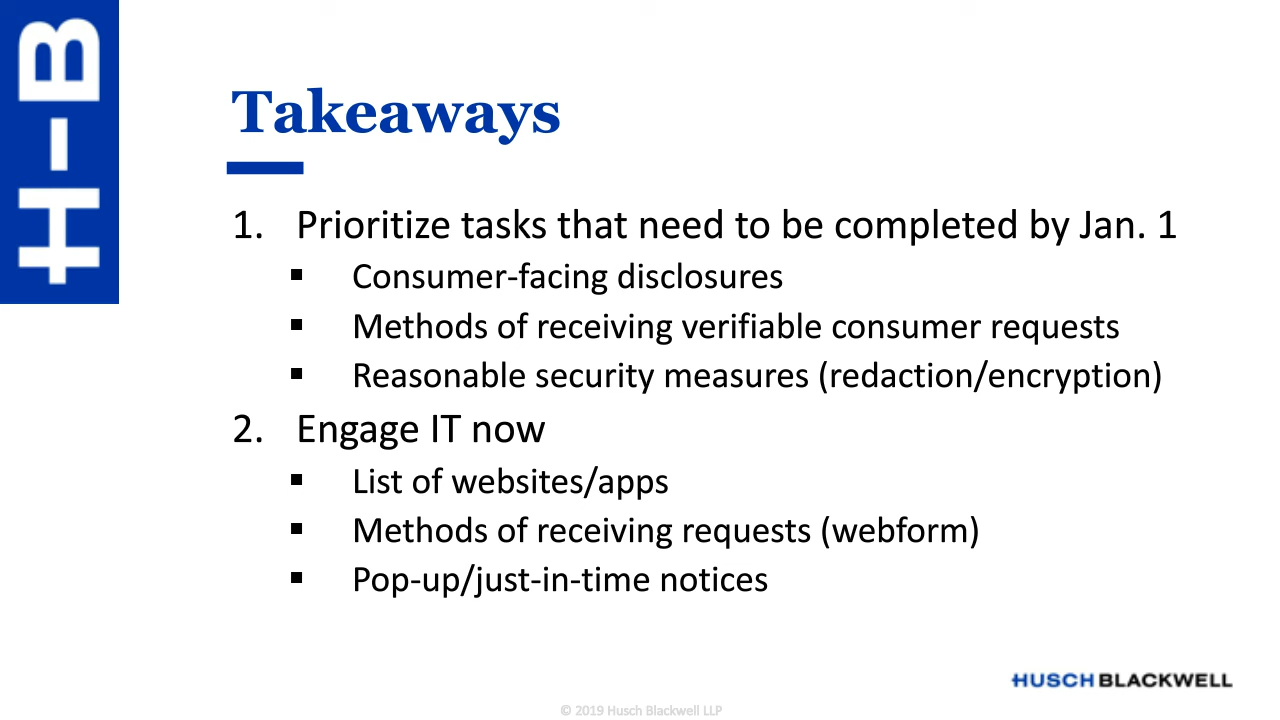 H-B
Takeaways
1. Prioritize tasks that need to be completed by Jan. 1
▪ Consumer-facing disclosures
▪ Methods of receiving verifiable consumer requests
▪ Reasonable security measures (redaction/encryption)
2. Engage IT now
▪ List of websites/apps
▪ Methods of receiving requests (webform)
▪ Pop-up/just-in-time notices
HUSCH BLACKWELL
© 2019 Husch Blackwell LLP